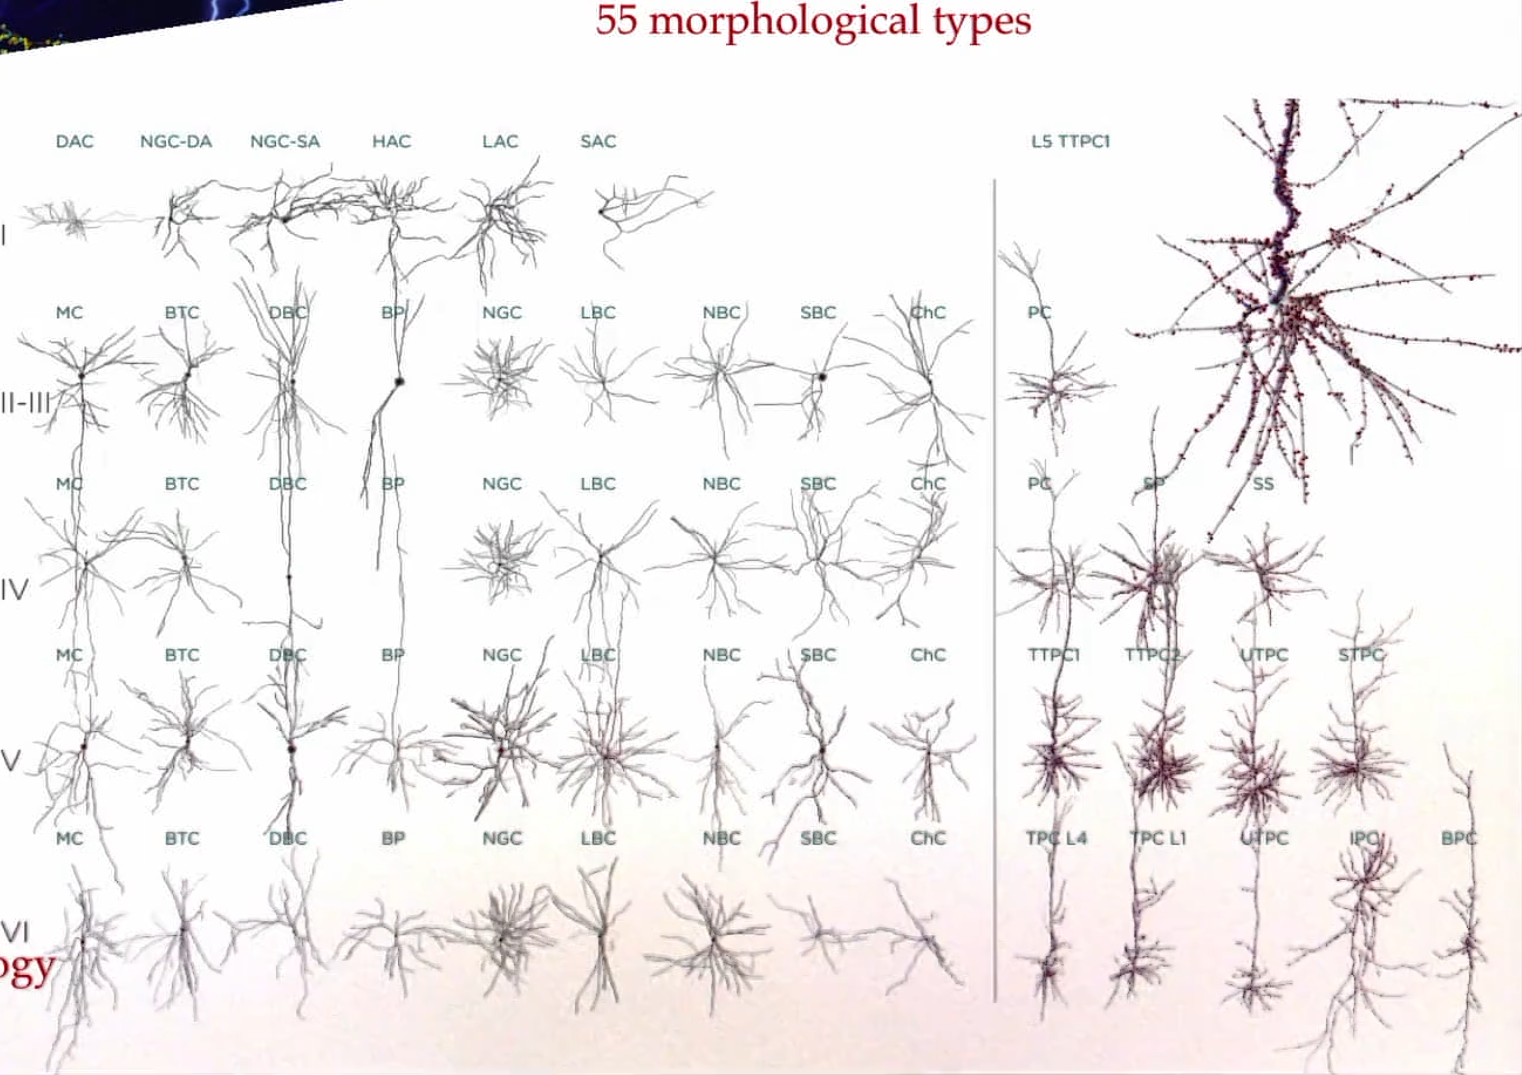 55 morphological types
DAC NGC-DA NGC-SA HAC LAC SAC L5 TTPC1
I
MC BTC DBC BP NGC LBC NBC SBC ChC PC
II-III
MC BTC DBC BP NGC LBC NBC SBC ChC PC SP SS
IV
MC BTC DBC BP NGC LBC NBC SBC ChC TTPC1 TTPC2 UTPC STPC
V
MC BTC DBC BP NGC LBC NBC SBC ChC TPC L4 TPC L1 UTPC IPC BPC
VI
ogy